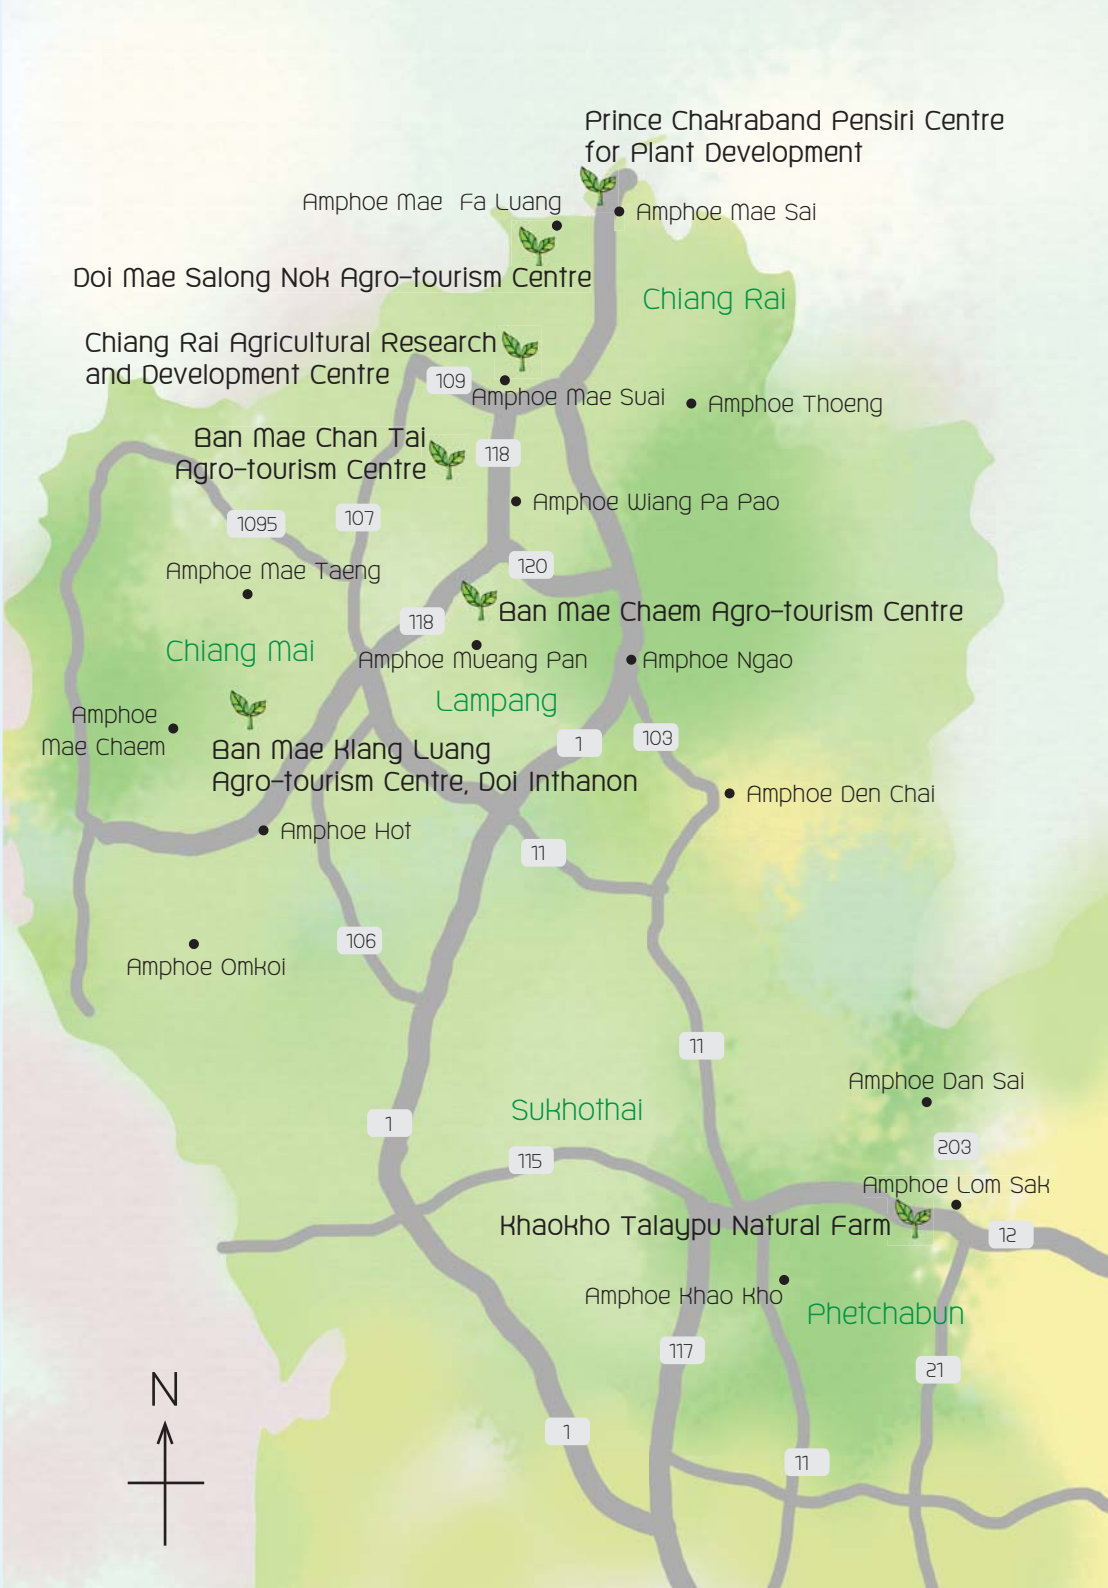 Prince Chakraband Pensiri Centre
for Plant Development
Amphoe Mae Fa Luang
Amphoe Mae Sai
Doi Mae Salong Nok Agro-tourism Centre
Chiang Rai
Chiang Rai Agricultural Research
and Development Centre
109
Amphoe Mae Suai
Amphoe Thoeng
Ban Mae Chan Tai
Agro-tourism Centre
118
Amphoe Wiang Pa Pao
1095
107
120
Amphoe Mae Taeng
Ban Mae Chaem Agro-tourism Centre
118
Chiang Mai
Amphoe Mueang Pan
Amphoe Ngao
Lampang
Amphoe
Mae Chaem
1
103
Ban Mae Klang Luang
Agro-tourism Centre, Doi Inthanon
Amphoe Den Chai
Amphoe Hot
11
106
Amphoe Omkoi
11
Amphoe Dan Sai
Sukhothai
1
203
115
Amphoe Lom Sak
Khaokho Talaypu Natural Farm
12
Amphoe Khao Kho
Phetchabun
117
21
N
1
11